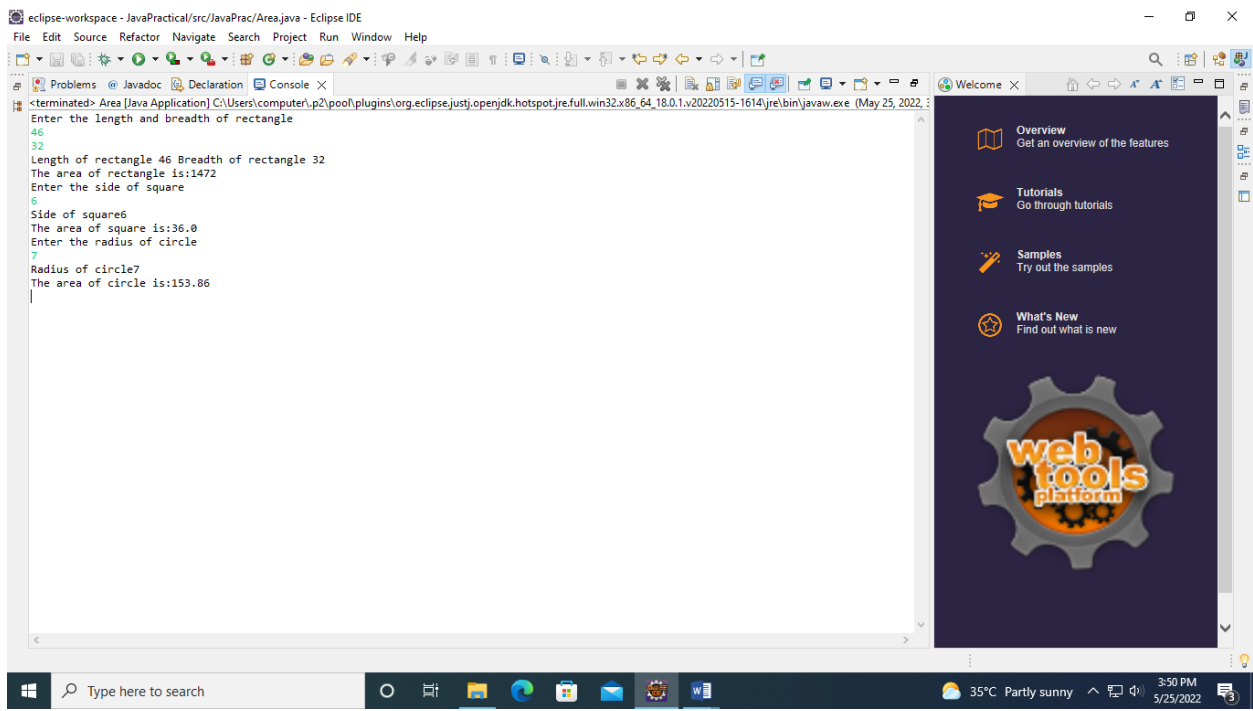 eclipse-workspace - JavaPractical/src/JavaPrac/Area.java - Eclipse IDE
File Edit Source Refactor Navigate Search Project Run Window Help
Problems @ Javadoc Declaration Console
<terminated> Area [Java Application] C:\Users\computer\.p2\pool\plugins\org.eclipse.justj.openjdk.hotspot.jre.full.win32.x86_64_18.0.1.v20220515-1614\jre\bin\javaw.exe (May 25, 2022,
Enter the length and breadth of rectangle
46
32
Length of rectangle 46 Breadth of rectangle 32
The area of rectangle is:1472
Enter the side of square
6
Side of square6
The area of square is:36.0
Enter the radius of circle
7
Radius of circle7
The area of circle is:153.86
Welcome
Overview
Get an overview of the features
Tutorials
Go through tutorials
Samples
Try out the samples
What's New
Find out what is new
web
tools
platform
Type here to search
35°C Partly sunny
3:50 PM
5/25/2022
3